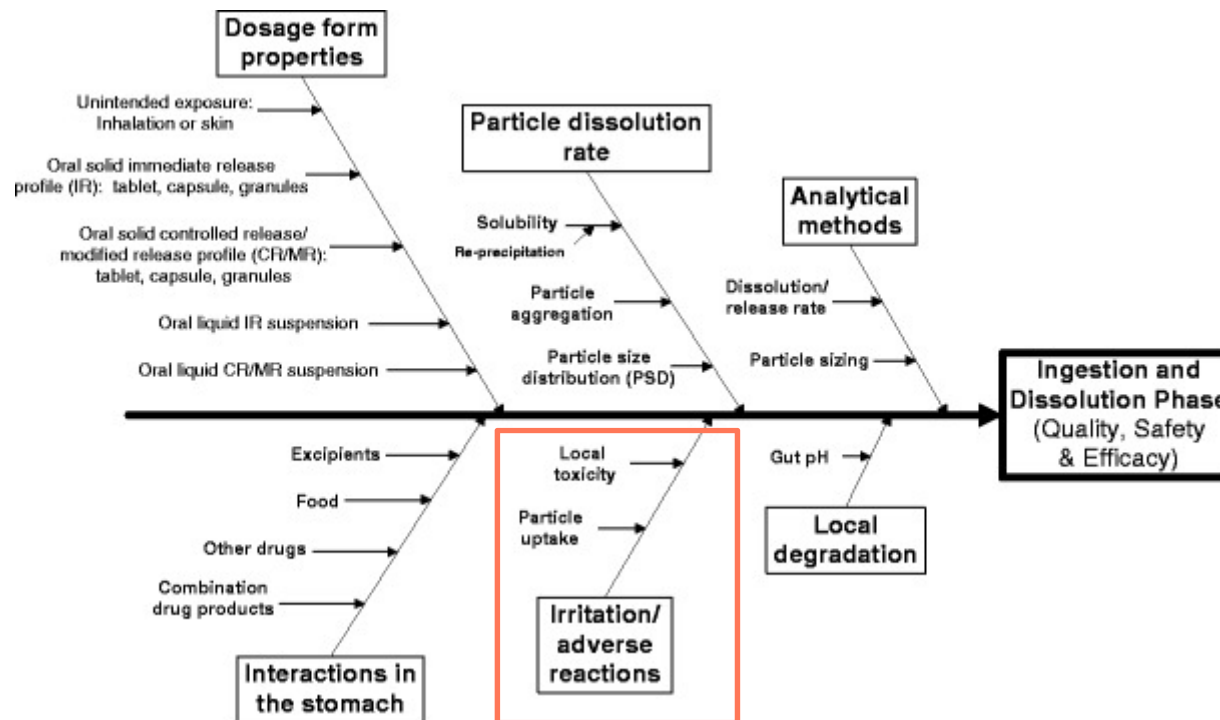 Dosage form
properties
Unintended exposure:
Inhalation or skin
Oral solid immediate release
profile (IR): tablet, capsule, granules
Oral solid controlled release/
modified release profile (CR/MR):
tablet, capsule, granules
Oral liquid IR suspension
Oral liquid CR/MR suspension
Particle dissolution
rate
Solubility
Re-precipitation
Particle
aggregation
Particle size
distribution (PSD)
Analytical
methods
Dissolution/
release rate
Particle sizing
Ingestion and
Dissolution Phase
(Quality, Safety
& Efficacy)
Excipients
Food
Other drugs
Combination
drug products
Interactions in
the stomach
Local
toxicity
Particle
uptake
Irritation/
adverse
reactions
Gut pH
Local
degradation